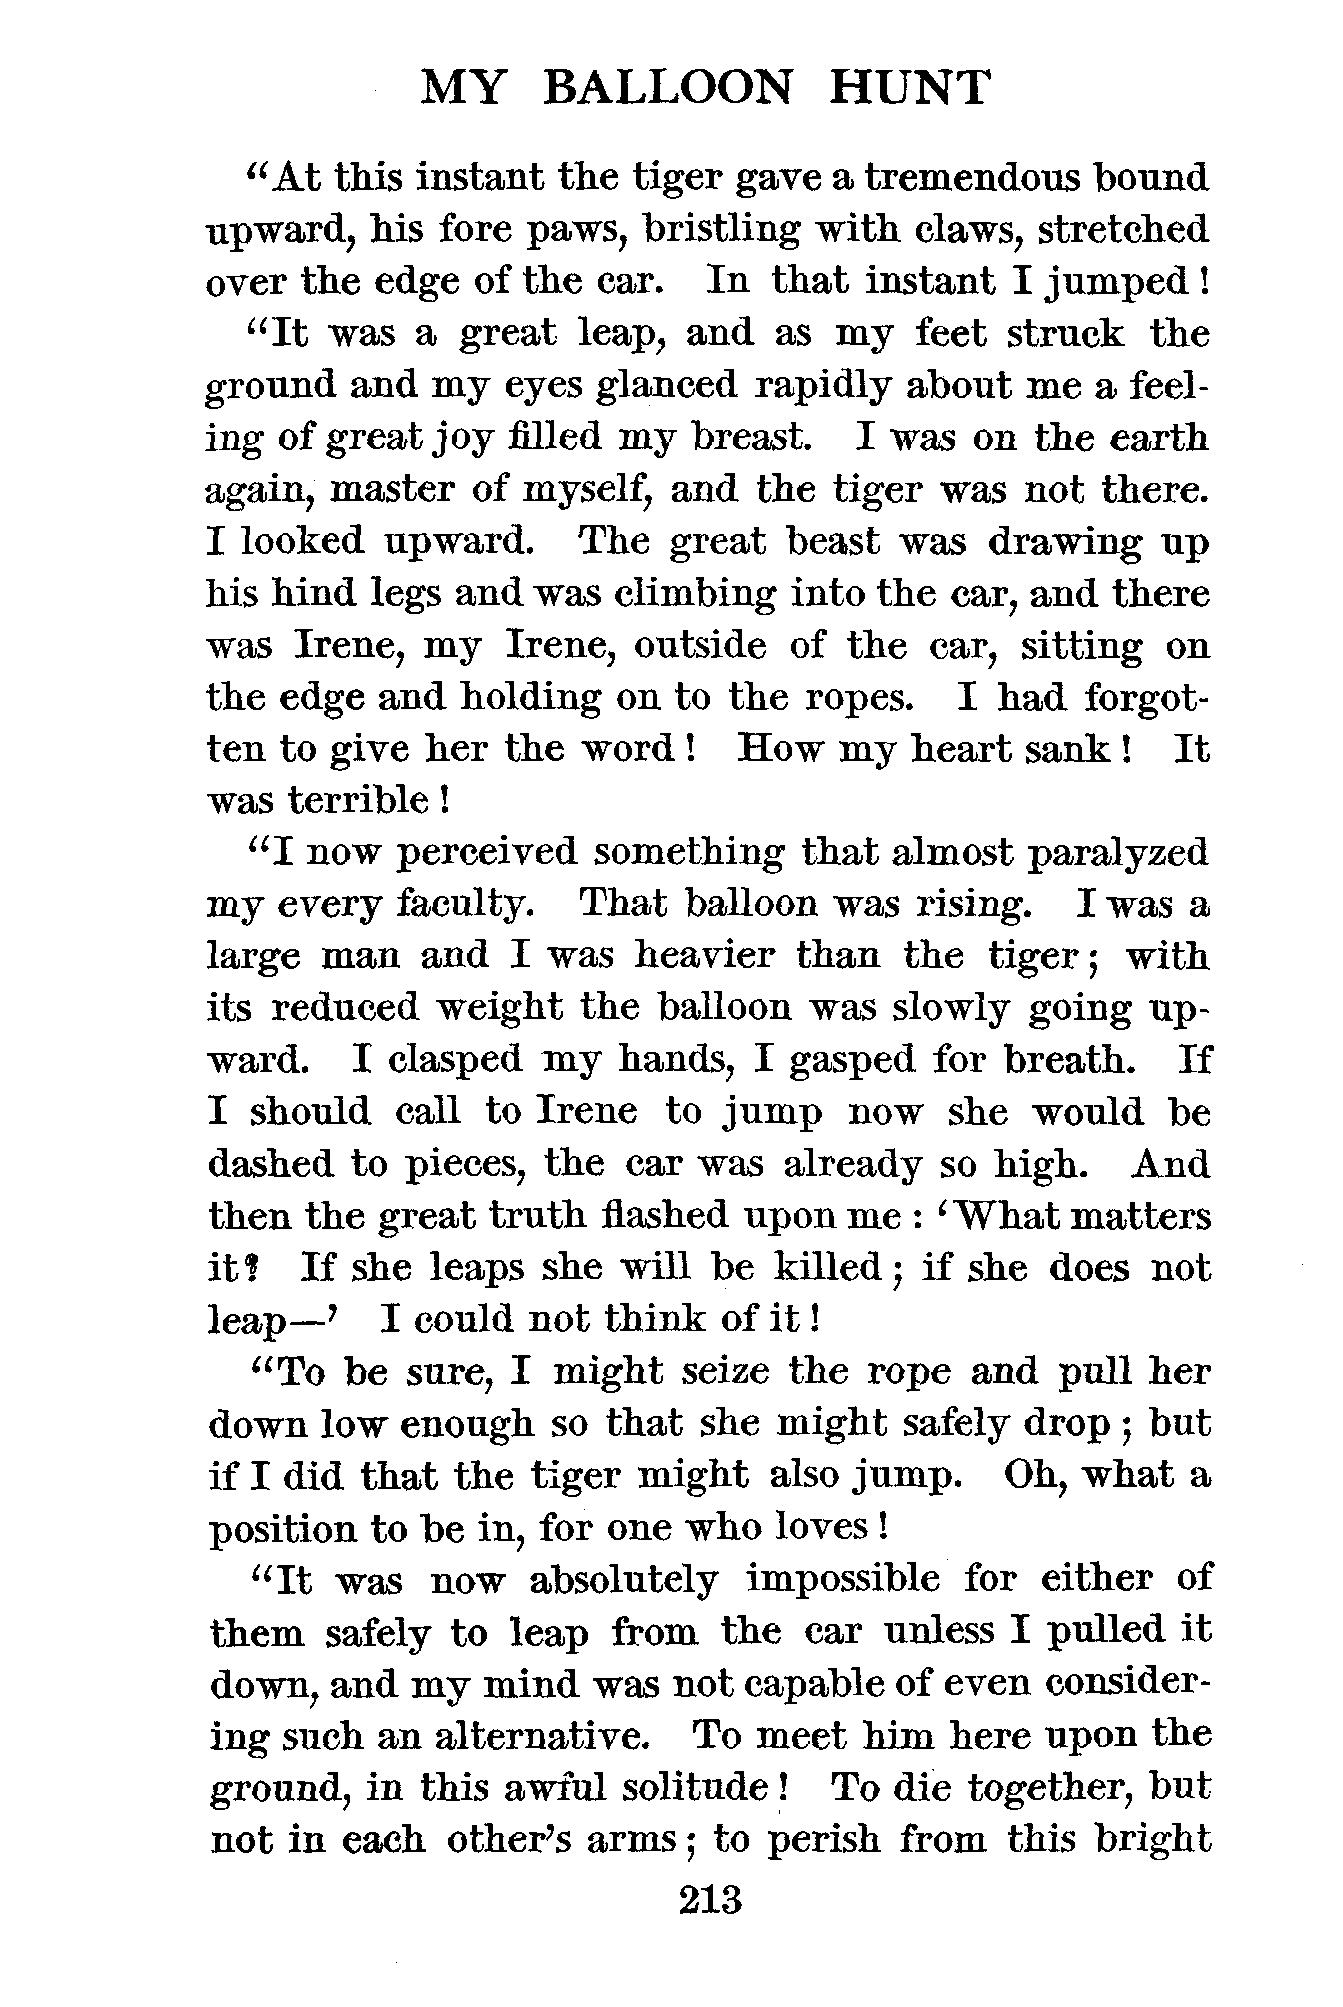 MY BALLOON HUNT
“At this instant the tiger gave a tremendous bound
upward, his fore paws, bristling with claws, stretched
over the edge of the car. In that instant I jumped!
“It was a great leap, and as my feet struck the
ground and my eyes glanced rapidly about me a feel-
ing of great joy filled my breast. I was on the earth
again, master of myself, and the tiger was not there.
I looked upward. The great beast was drawing up
his hind legs and was climbing into the car, and there
was Irene, my Irene, outside of the car, sitting on
the edge and holding on to the ropes. I had forgot-
ten to give her the word! How my heart sank! It
was terrible!
“I now perceived something that almost paralyzed
my every faculty. That balloon was rising. I was a
large man and I was heavier than the tiger; with
its reduced weight the balloon was slowly going up-
ward. I clasped my hands, I gasped for breath. If
I should call to Irene to jump now she would be
dashed to pieces, the car was already so high. And
then the great truth flashed upon me: ‘What matters
it? If she leaps she will be killed; if she does not
leap—’ I could not think of it!
“To be sure, I might seize the rope and pull her
down low enough so that she might safely drop; but
if I did that the tiger might also jump. Oh, what a
position to be in, for one who loves!
“It was now absolutely impossible for either of
them safely to leap from the car unless I pulled it
down, and my mind was not capable of even consider-
ing such an alternative. To meet him here upon the
ground, in this awful solitude! To die together, but
not in each other’s arms; to perish from this bright
213